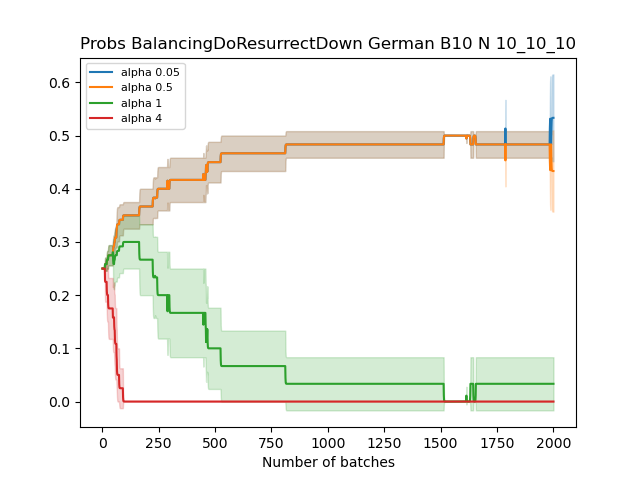 Probs BalancingDoResurrectDown German B10 N 10_10_10
alpha 0.05
alpha 0.5
alpha 1
alpha 4
0.6
0.5
0.4
0.3
0.2
0.1
0.0
0 250 500 750 1000 1250 1500 1750 2000
Number of batches